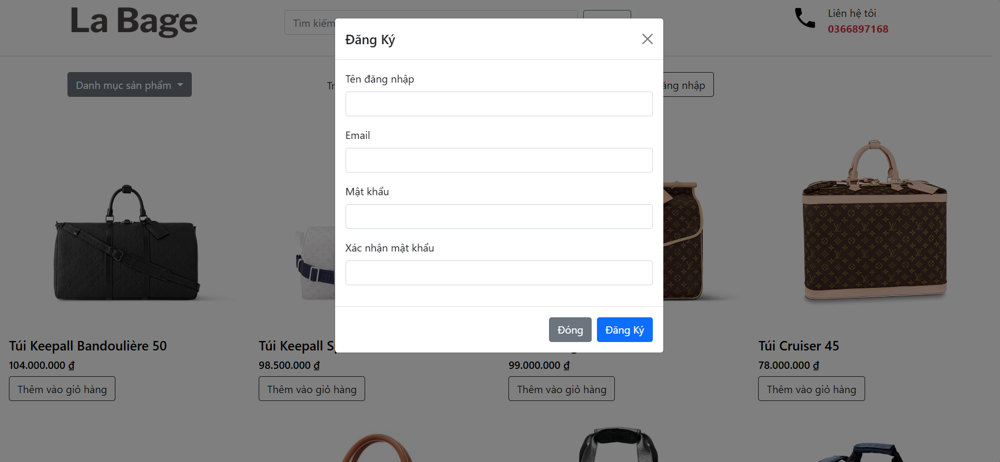 La Bage
Tìm kiếm
Liên hệ tôi
0366897168
Danh mục sản phẩm
nhập
Đăng Ký
Tên đăng nhập
Email
Mật khẩu
Xác nhận mật khẩu
Đóng
Đăng Ký
Túi Keepall Bandoulière 50
104.000.000 ₫
Thêm vào giỏ hàng
Túi Keepall
98.500.000 ₫
Thêm vào giỏ hàng
99.000.000 ₫
Thêm vào giỏ hàng
Túi Cruiser 45
78.000.000 ₫
Thêm vào giỏ hàng